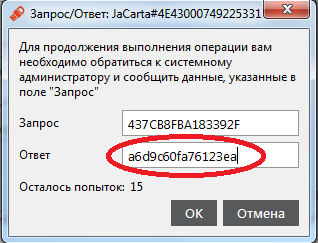 Запрос/Ответ: JaCarta#4E43000749225331
Для продолжения выполнения операции вам
необходимо обратиться к системному
администратору и сообщить данные, указанные в
поле "Запрос"
Запрос 437CB8FBA183392F
Ответ a6d9c60fa76123ea
Осталось попыток: 15
ОК Отмена